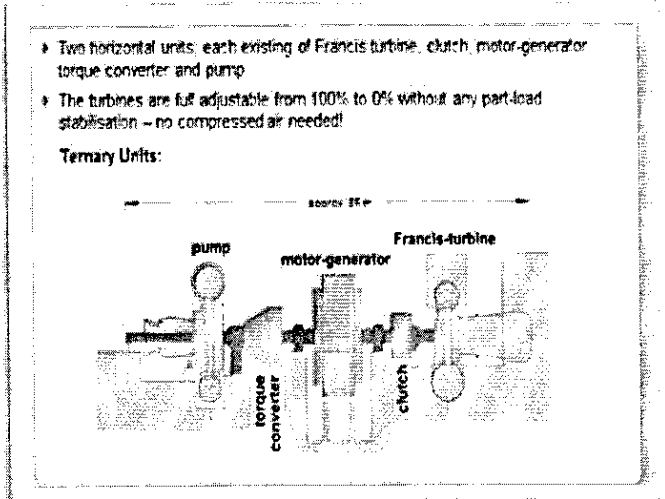 Two horizontal units, each existing of Francis turbine, clutch, motor-generator
torque converter and pump
The turbines are full adjustable from 100% to 0% without any part-load
stabilisation – no compressed air needed!
Ternary Units:
approx
pump
motor-generator
Francis-turbine
torque
converter
clutch